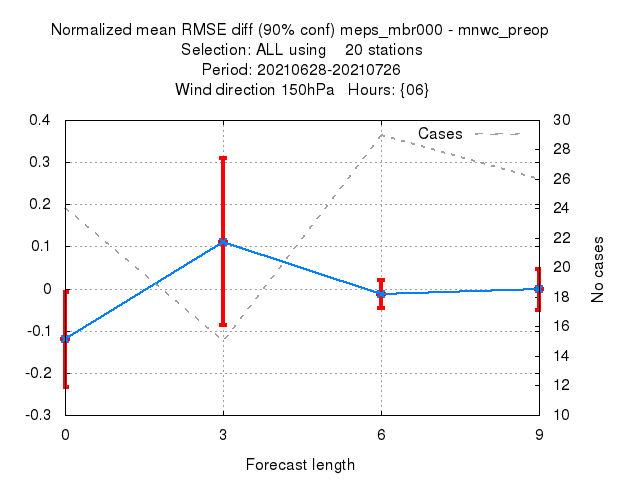 Normalized mean RMSE diff (90% conf) meps_mbr000 - mnwc_preop
Selection: ALL using    20 stations
Period: 20210628-20210726
Wind direction 150hPa   Hours: {06}
Cases
0.4
0.3
0.2
0.1
0
-0.1
-0.2
-0.3
30
28
26
24
22
20
18
16
14
12
10
No cases
0 3 6 9
Forecast length